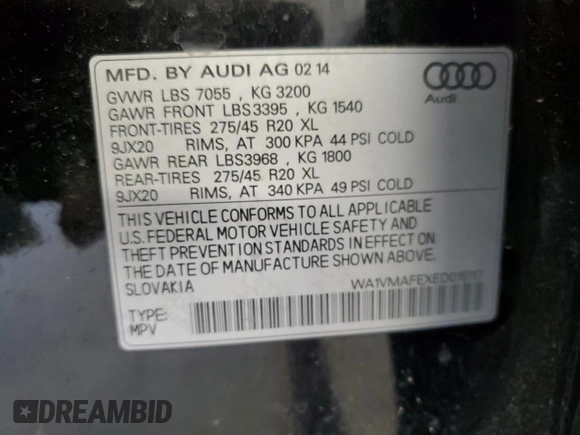 MFD. BY AUDI AG 02 14
GVWR LBS 7055 , KG 3200
GAWR FRONT LBS3395 , KG 1540
FRONT-TIRES 275/45 R20 XL
9JX20 RIMS, AT 300 KPA 44 PSI COLD
GAWR REAR LBS3968 , KG 1800
REAR-TIRES 275/45 R20 XL
9JX20 RIMS, AT 340 KPA 49 PSI COLD
THIS VEHICLE CONFORMS TO ALL APPLICABLE
U.S. FEDERAL MOTOR VEHICLE SAFETY AND
THEFT PREVENTION STANDARDS IN EFFECT ON
THE DATE OF MANUFACTURE SHOWN ABOVE.
SLOVAKIA
WA1VMAFEXED015117
TYPE:
MPV
Audi
DREAMBID